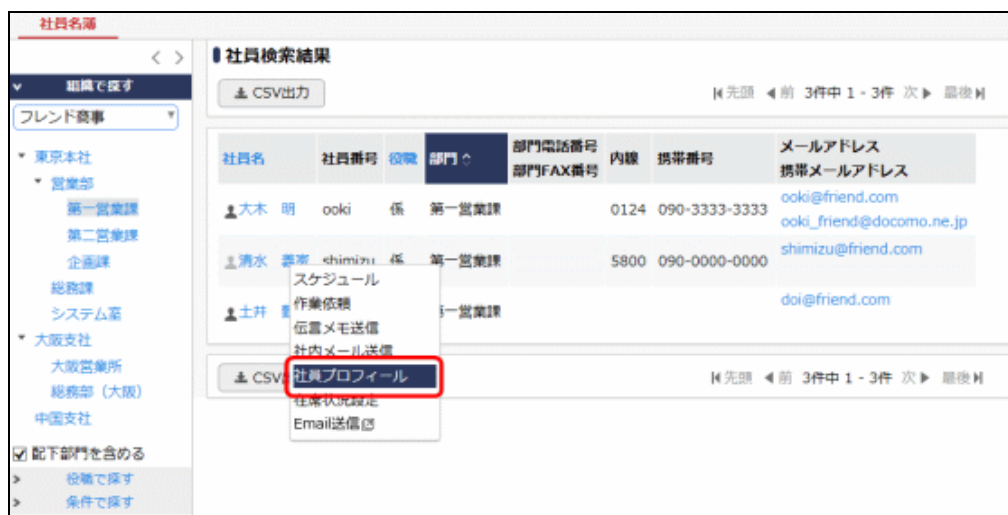 社員名簿
< >
組織で探す
フレンド商事
東京本社
営業部
第一営業課
第二営業課
企画課
総務課
システム室
大阪支社
大阪営業所
総務部（大阪）
中国支社
配下部門を含める
役職で探す
条件で探す
社員検索結果
CSV出力
先頭 前 3件中 1 - 3件 次 最後
社員名 社員番号 役職 部門 部門電話番号 内線 携帯番号 メールアドレス
部門FAX番号 携帯メールアドレス
大木 明 ooki 係 第一営業課 0124 090-3333-3333 ooki@friend.com
ooki_friend@docomo.ne.jp
清水 shimizu 係 第一営業課 5800 090-0000-0000 shimizu@friend.com
土井 一営業課 doi@friend.com
スケジュール
作業依頼
伝言メモ送信
社内メール送信
社員プロフィール
在席状況設定
Email送信
CSV 先頭 前 3件中 1 - 3件 次 最後